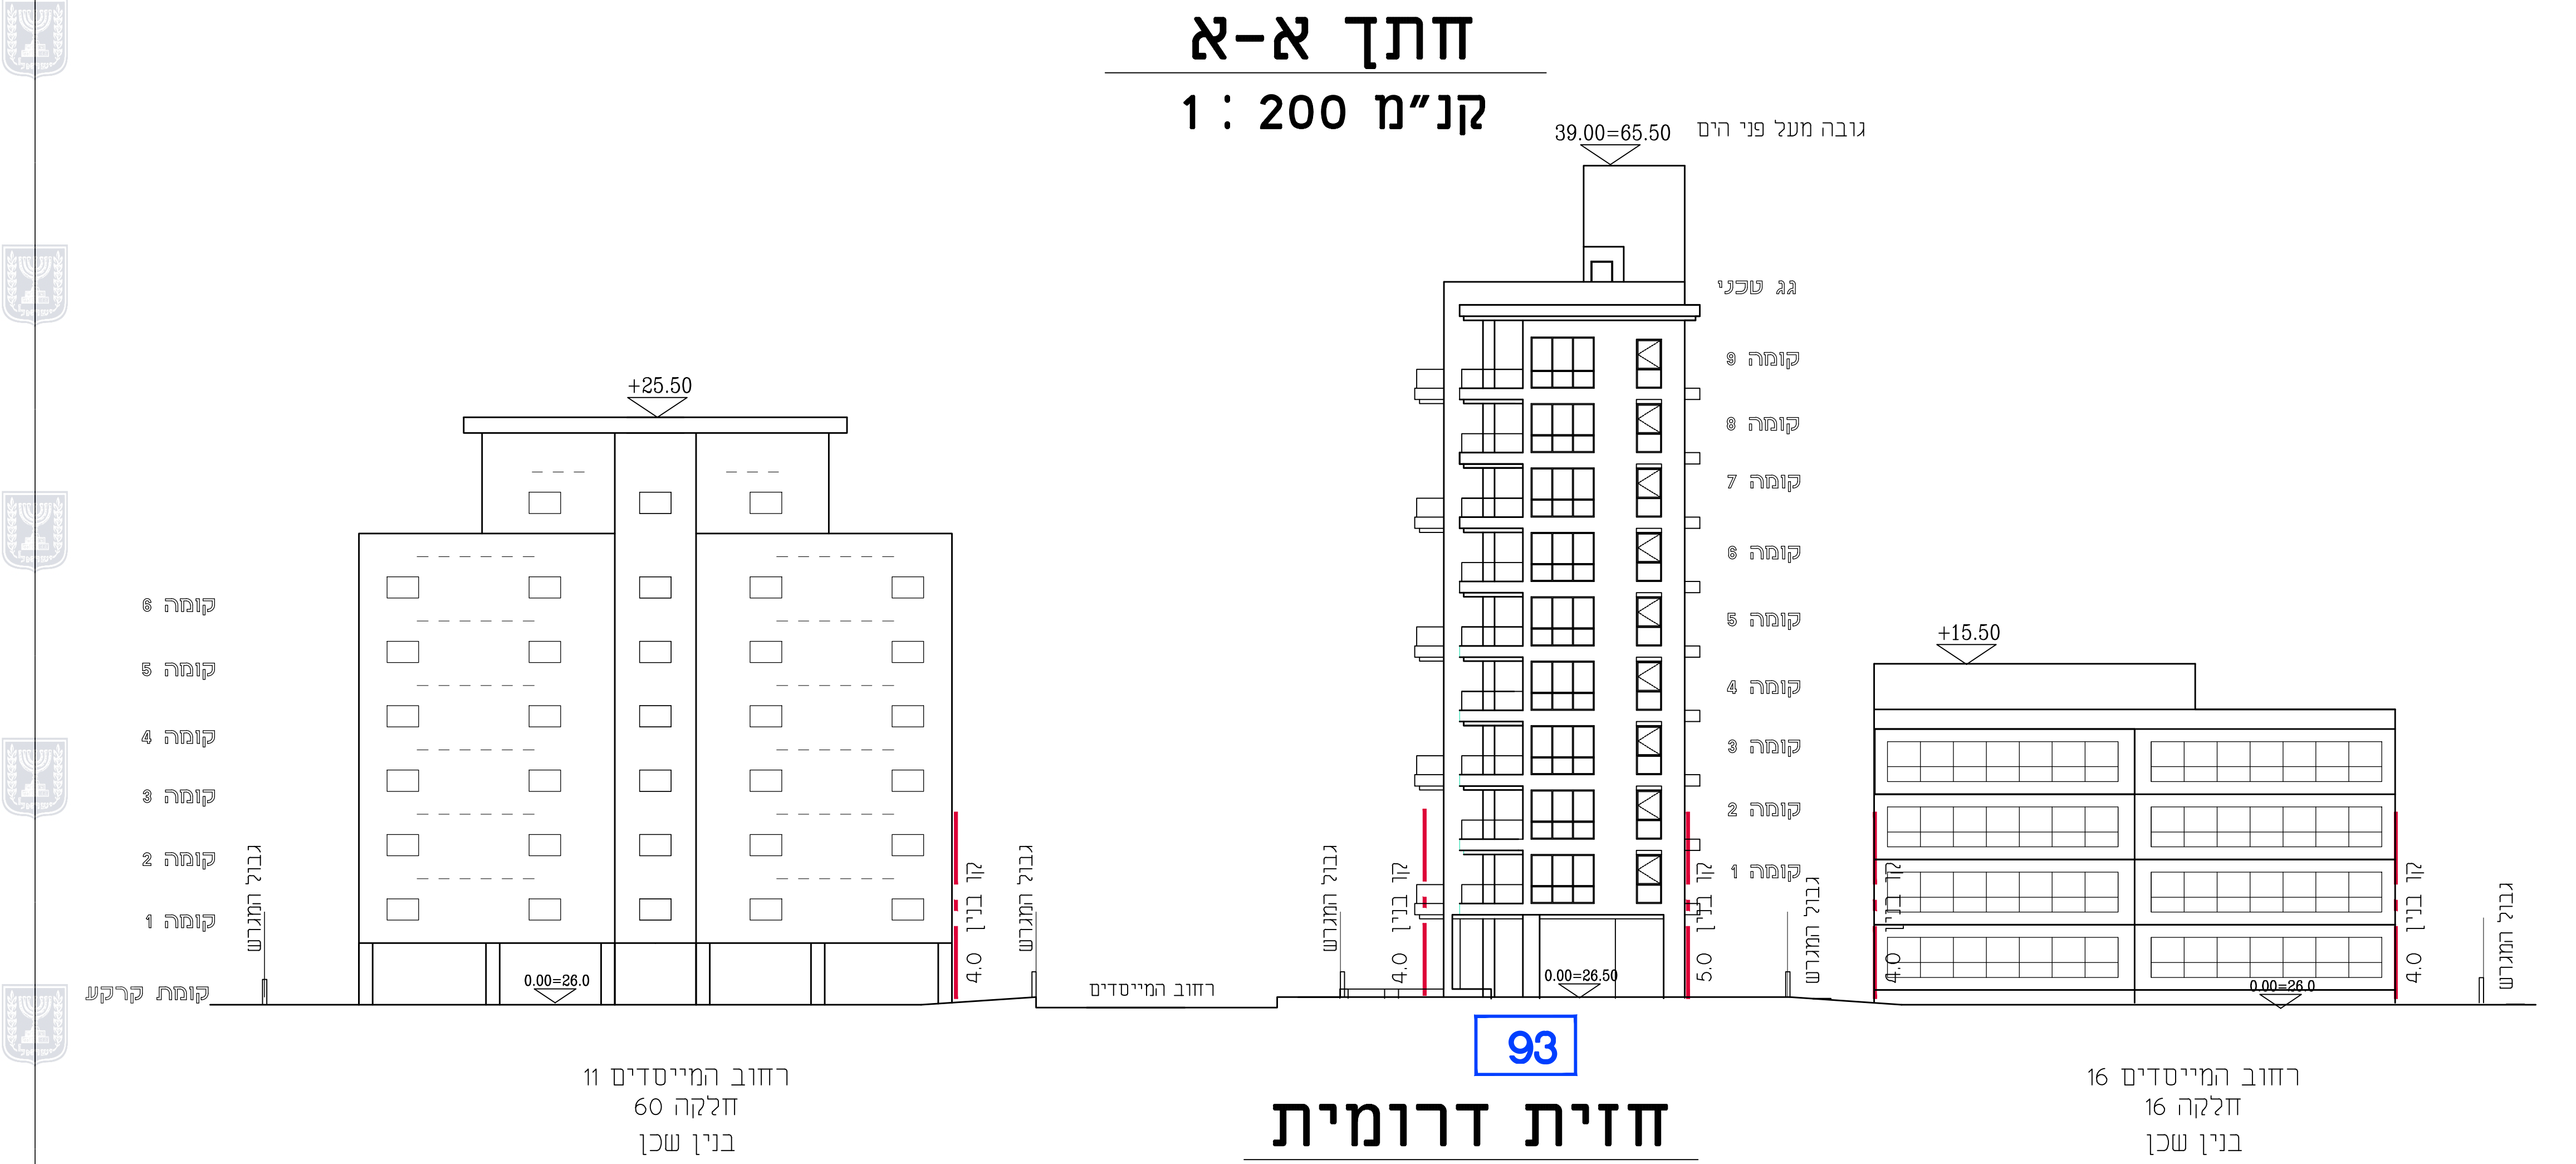 חתך א-א
קנ"מ 200 : 1
39.00=65.50 גובה מעל פני הים
גג טכני
קומה 9
קומה 8
קומה 7
קומה 6
קומה 5
קומה 4
קומה 3
קומה 2
קומה 1
+25.50
קומה 6
קומה 5
קומה 4
קומה 3
קומה 2
קומה 1
קומת קרקע
גבול המגרש
0.00=26.0
קו בנין 4.0
גבול המגרש
רחוב המייסדים
גבול המגרש
קו בנין 4.0
0.00=26.50
קו בנין 5.0
גבול המגרש
+15.50
קו בנין 4.0
0.00=26.0
קו בנין 4.0
גבול המגרש
93
חזית דרומית
רחוב המייסדים 11
חלקה 60
בנין שכן
רחוב המייסדים 16
חלקה 16
בנין שכן